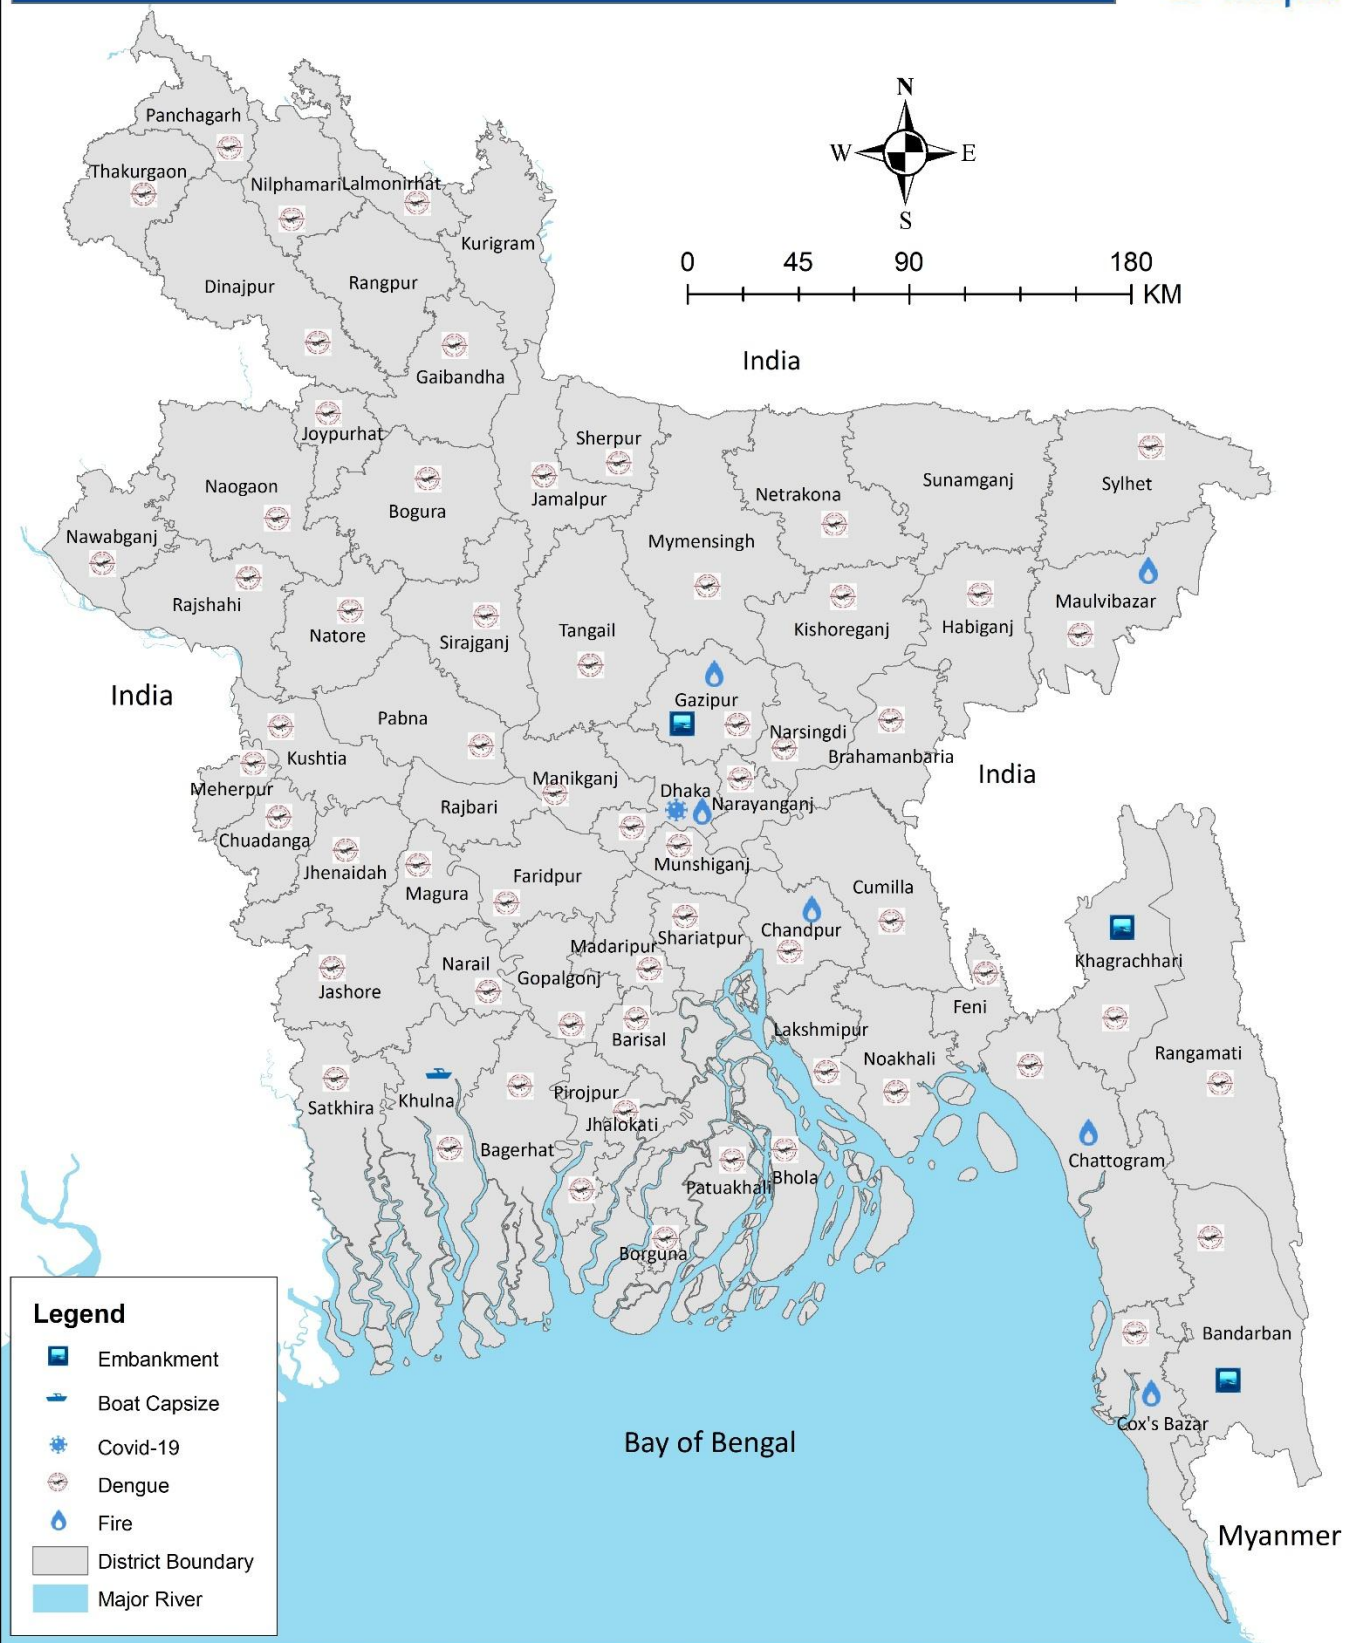 N
W E
S
0 45 90 180
KM
Panchagarh
Thakurgaon
Nilphamari
Lalmonirhat
Kurigram
Dinajpur
Rangpur
India
Gaibandha
Joypurhat
Sherpur
Naogaon
Bogura
Jamalpur
Netrakona
Sunamganj
Sylhet
Nawabganj
Mymensingh
Rajshahi
Natore
Sirajganj
Tangail
Kishoreganj
Habiganj
Maulvibazar
India
Pabna
Gazipur
Narsingdi
Brahamanbaria
India
Kushtia
Meherpur
Manikganj
Dhaka
Narayanganj
Rajbari
Chuadanga
Jhenaidah
Magura
Faridpur
Munshiganj
Cumilla
Shariatpur
Chandpur
Madaripur
Narail
Gopalgonj
Jashore
Khagrachhari
Feni
Barisal
Lakshmipur
Noakhali
Rangamati
Satkhira
Khulna
Pirojpur
Jhalokati
Bagerhat
Patuakhali
Bhola
Chattogram
Borguna
Bandarban
Cox's Bazar
Bay of Bengal
Myanmer
Legend
Embankment
Boat Capsize
Covid-19
Dengue
Fire
District Boundary
Major River